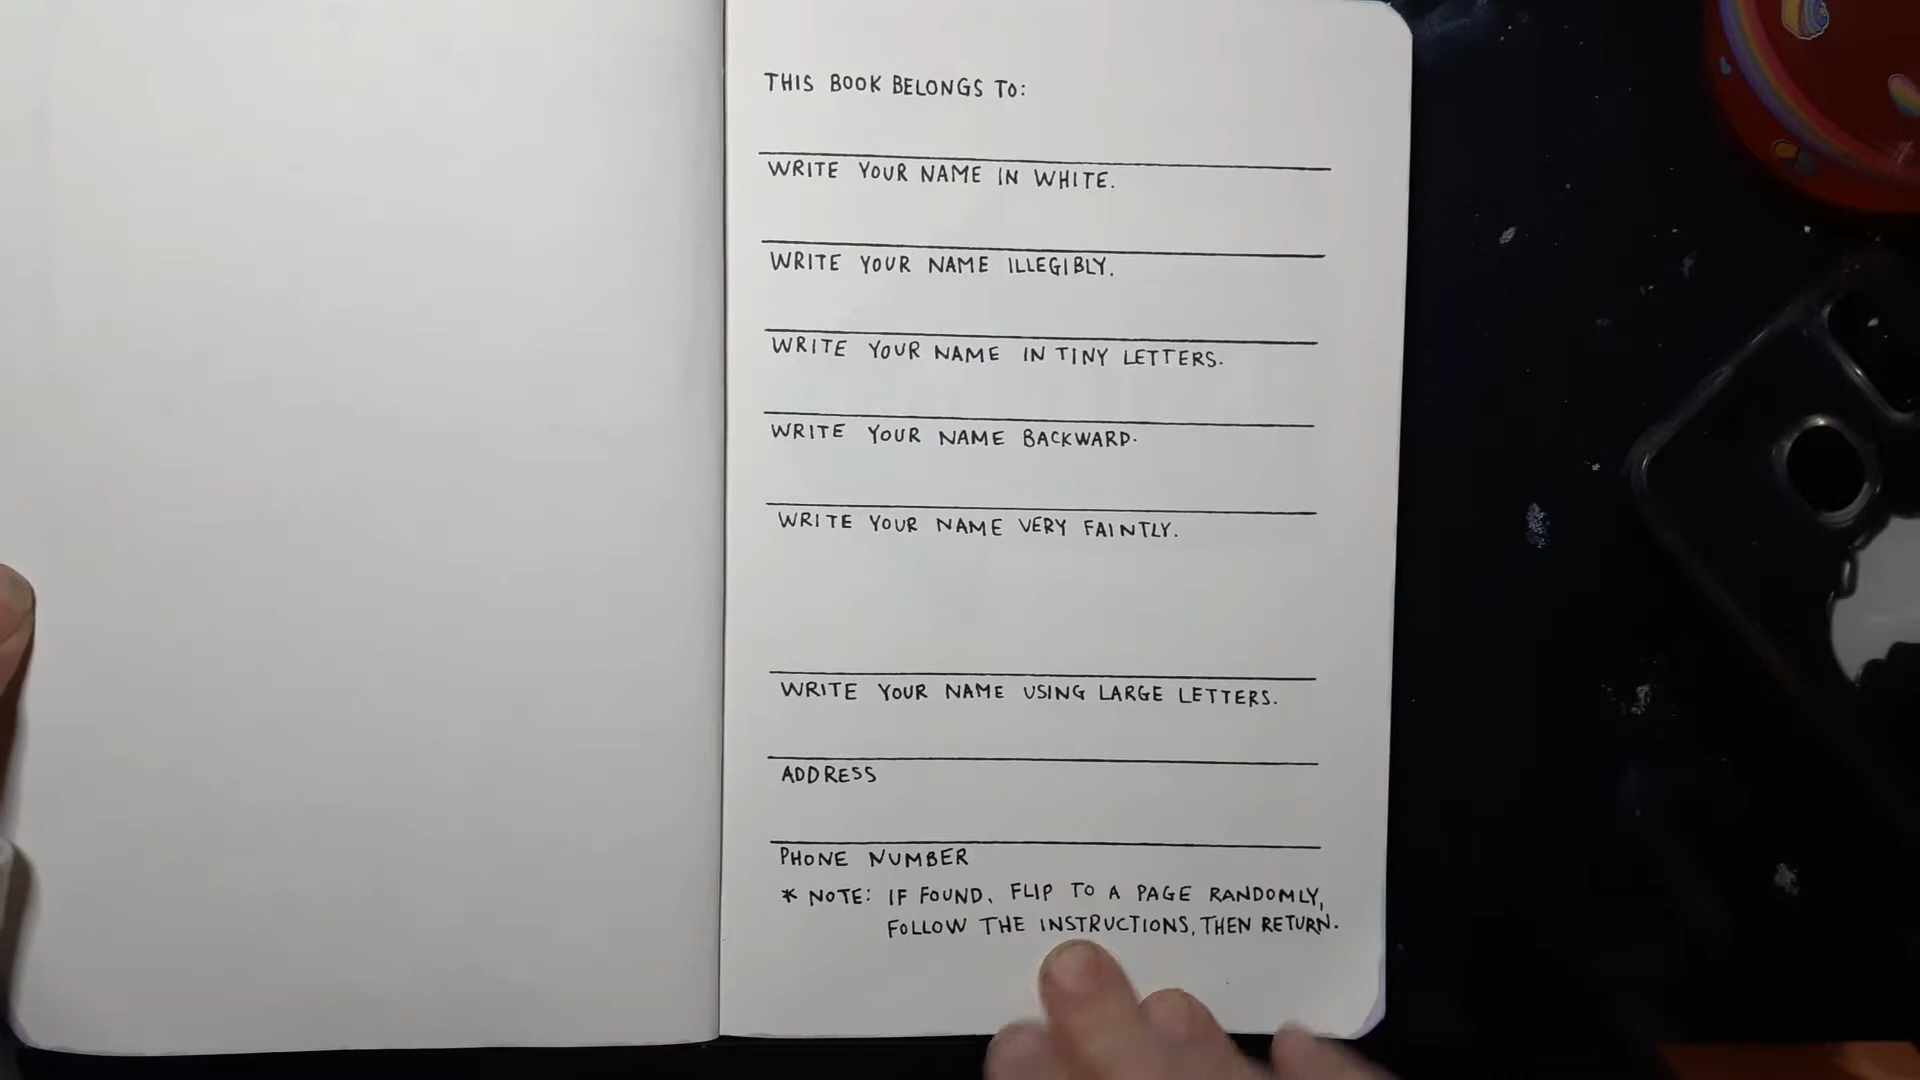 THIS BOOK BELONGS TO:
WRITE YOUR NAME IN WHITE.
WRITE YOUR NAME ILLEGIBLY.
WRITE YOUR NAME IN TINY LETTERS.
WRITE YOUR NAME BACKWARD.
WRITE YOUR NAME VERY FAINTLY.
WRITE YOUR NAME USING LARGE LETTERS.
ADDRESS
PHONE NUMBER
* NOTE: IF FOUND, FLIP TO A PAGE RANDOMLY,
FOLLOW THE INSTRUCTIONS, THEN RETURN.